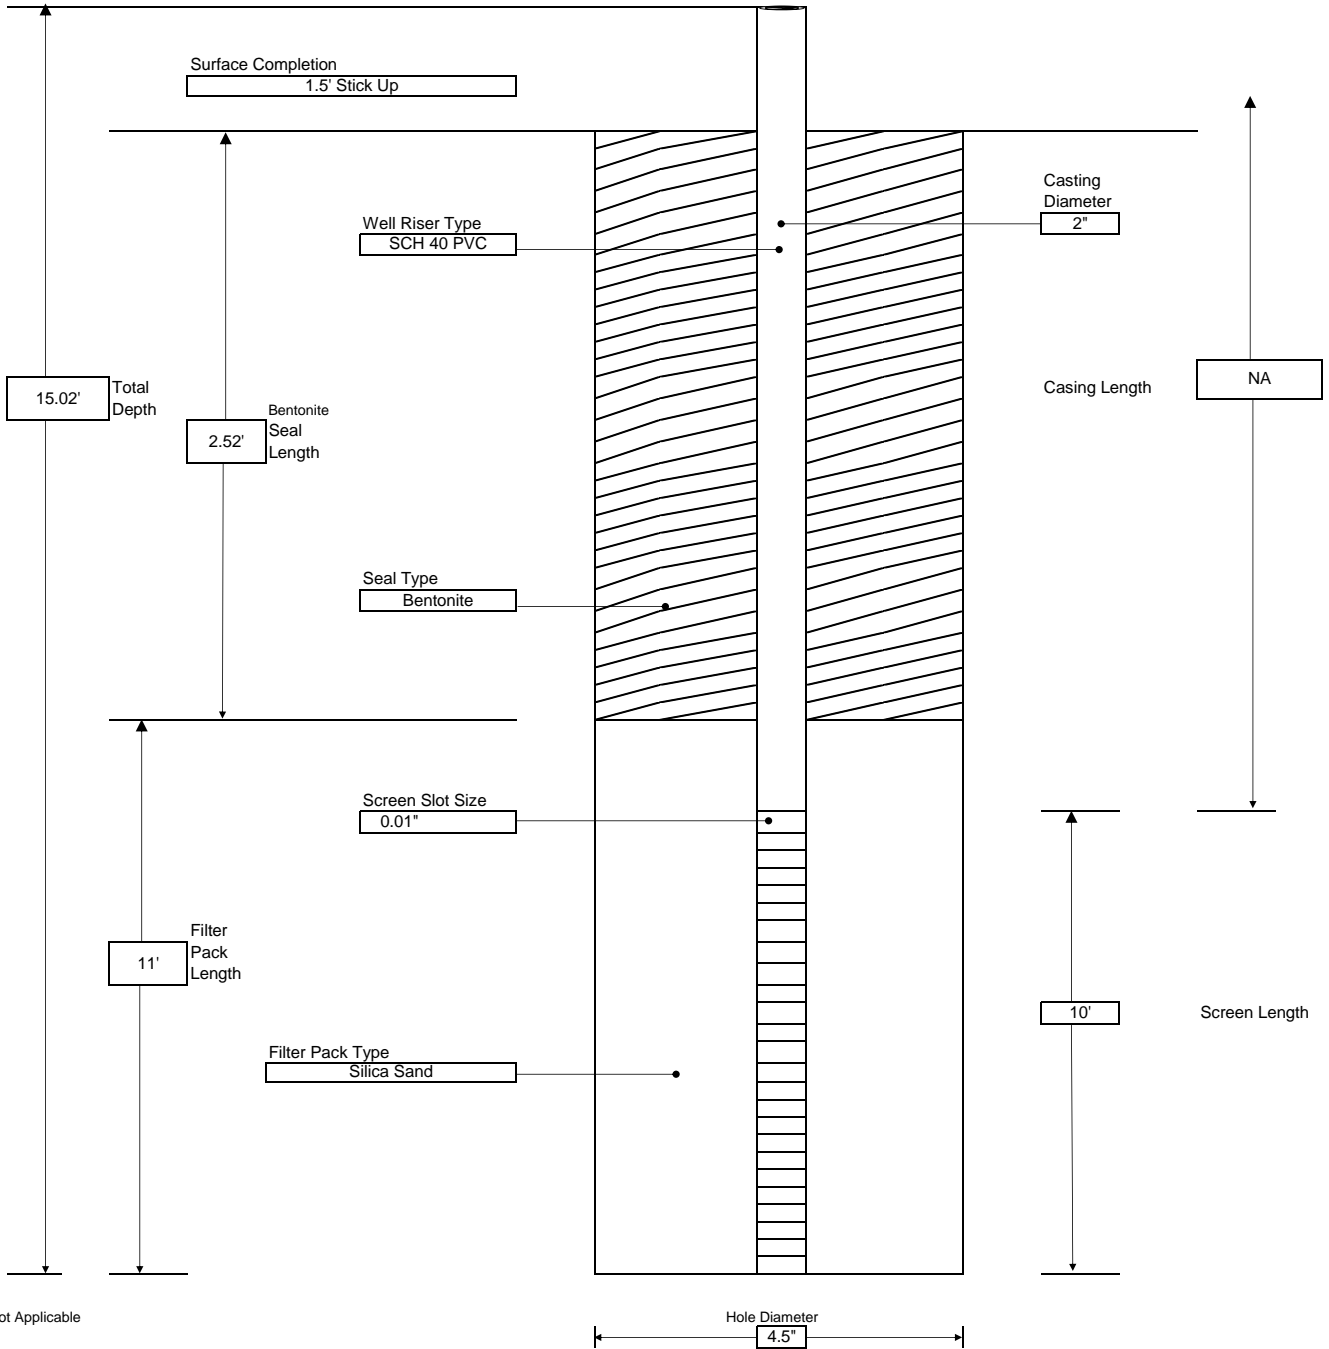 Surface Completion
1.5' Stick Up
Casting
Diameter
2"
Well Riser Type
SCH 40 PVC
15.02'
Total
Depth
Bentonite
Seal
Length
2.52'
Casing Length
NA
Seal Type
Bentonite
Screen Slot Size
0.01"
Filter
Pack
Length
11'
10'
Screen Length
Filter Pack Type
Silica Sand
ot Applicable
Hole Diameter
4.5"